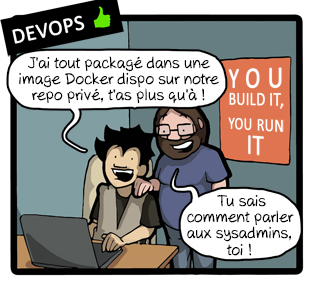 DEVOPS
J'ai tout packagé dans une
image Docker dispo sur notre
repo privé, t'as plus qu'à !
YOU
BUILD IT,
YOU RUN
IT
Tu sais
comment parler
aux sysadmins,
toi !